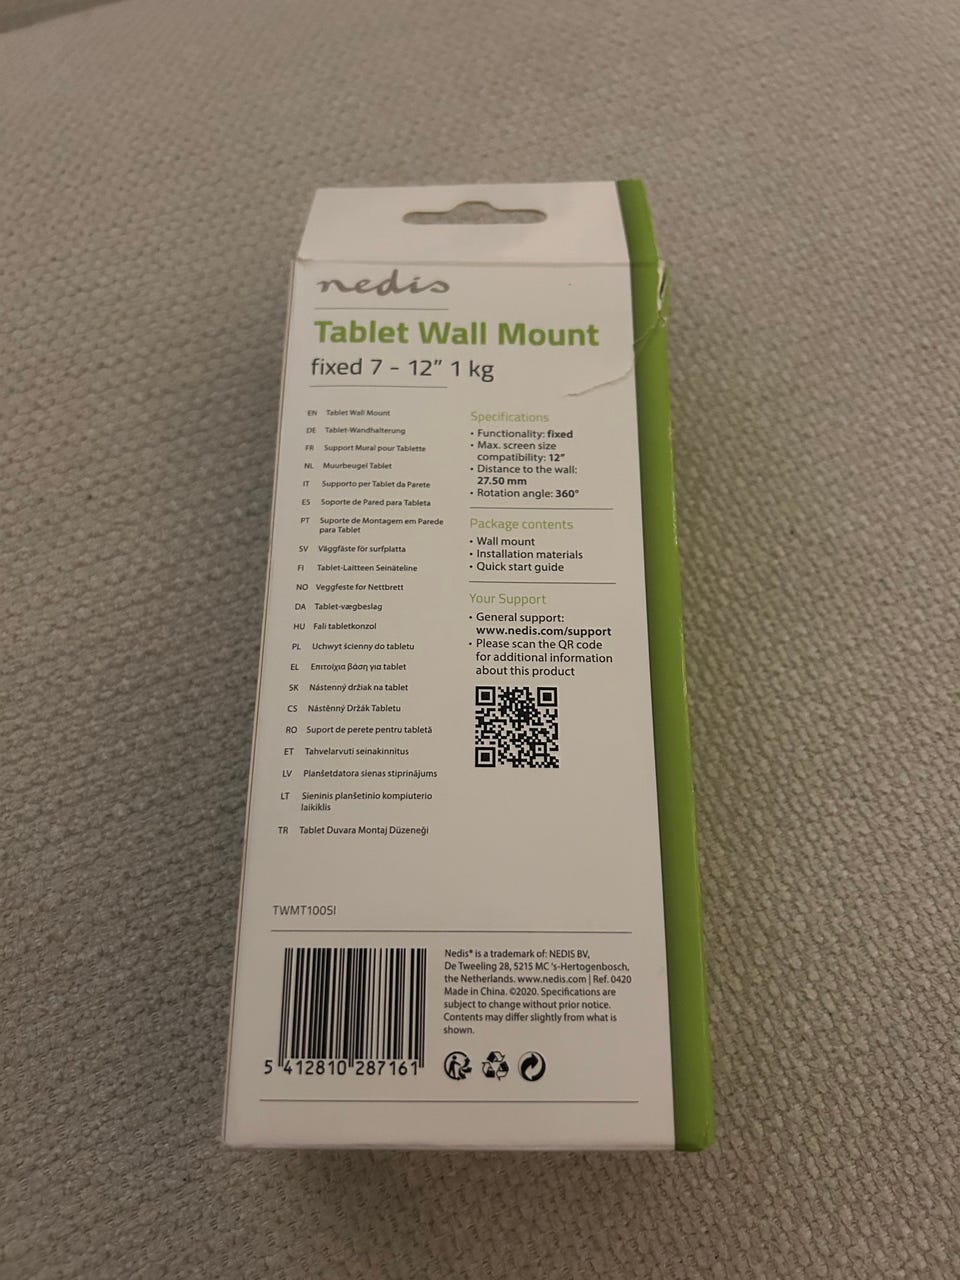 nedis
Tablet Wall Mount
fixed 7 - 12” 1 kg
EN Tablet Wall Mount
DE Tablet-Wandhalterung
FR Support Mural pour Tablette
NL Muurbeugel Tablet
IT Supporto per Tablet da Parete
ES Soporte de Pared para Tableta
PT Suporte de Montagem em Parede
para Tablet
SV Väggfäste för surfplatta
FI Tablet-Laitteen Seinäteline
NO Veggfeste for Nettbrett
DA Tablet-vægbeslag
HU Fali tabletkonzol
PL Uchwyt ścienny do tabletu
EL Επιτοίχια βάση για tablet
SK Nástenný držiak na tablet
CS Nástěnný Držák Tabletu
RO Suport de perete pentru tabletă
ET Tahvelarvuti seinakinnitus
LV Planšetdatora sienas stiprinājums
LT Sieninis planšetinio kompiuterio
laikiklis
TR Tablet Duvara Montaj Düzeneği
Specifications
• Functionality: fixed
• Max. screen size
compatibility: 12”
• Distance to the wall:
27.50 mm
• Rotation angle: 360°
Package contents
• Wall mount
• Installation materials
• Quick start guide
Your Support
• General support:
www.nedis.com/support
• Please scan the QR code
for additional information
about this product
TWMT100SI
5 412810 287161
Nedis® is a trademark of: NEDIS BV,
De Tweeling 28, 5215 MC ’s-Hertogenbosch,
the Netherlands. www.nedis.com | Ref. 0420
Made in China. ©2020. Specifications are
subject to change without prior notice.
Contents may differ slightly from what is
shown.